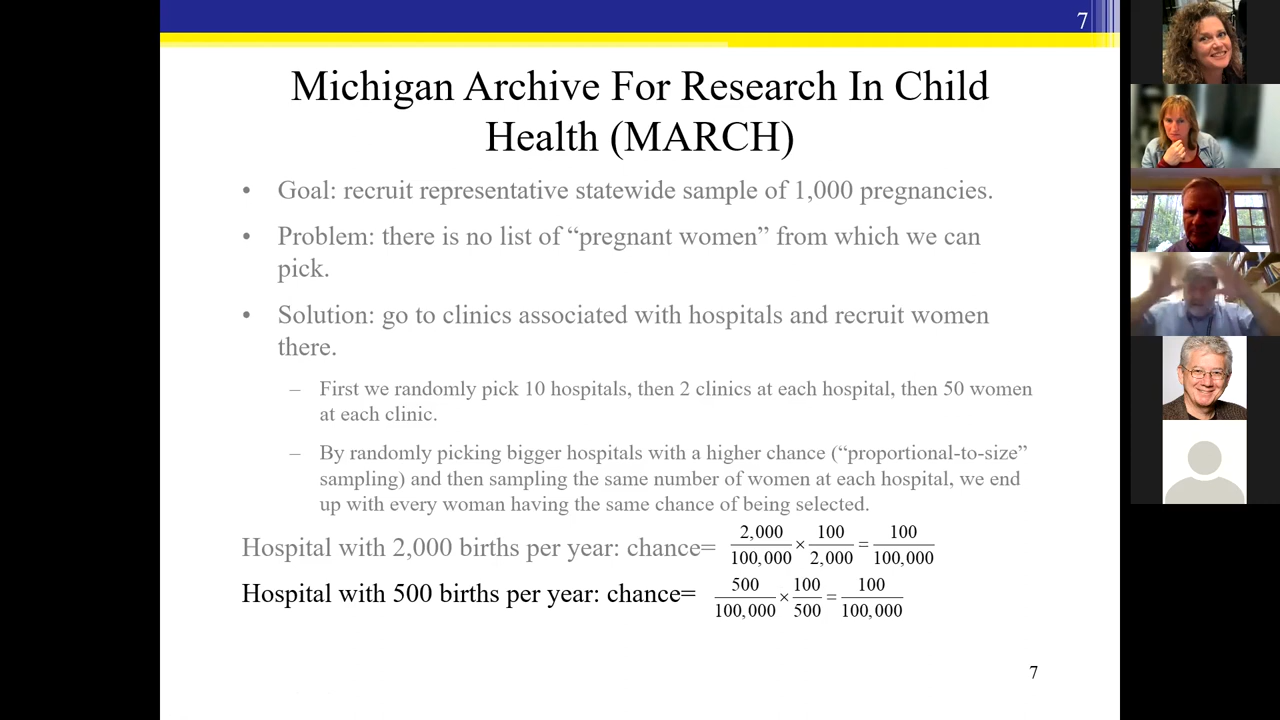 7
Michigan Archive For Research In Child
Health (MARCH)
• Goal: recruit representative statewide sample of 1,000 pregnancies.
• Problem: there is no list of “pregnant women” from which we can
pick.
• Solution: go to clinics associated with hospitals and recruit women
there.
– First we randomly pick 10 hospitals, then 2 clinics at each hospital, then 50 women
at each clinic.
– By randomly picking bigger hospitals with a higher chance (“proportional-to-size”
sampling) and then sampling the same number of women at each hospital, we end
up with every woman having the same chance of being selected.
Hospital with 2,000 births per year: chance= 2,000/100,000 × 100/2,000 = 100/100,000
Hospital with 500 births per year: chance= 500/100,000 × 100/500 = 100/100,000
7